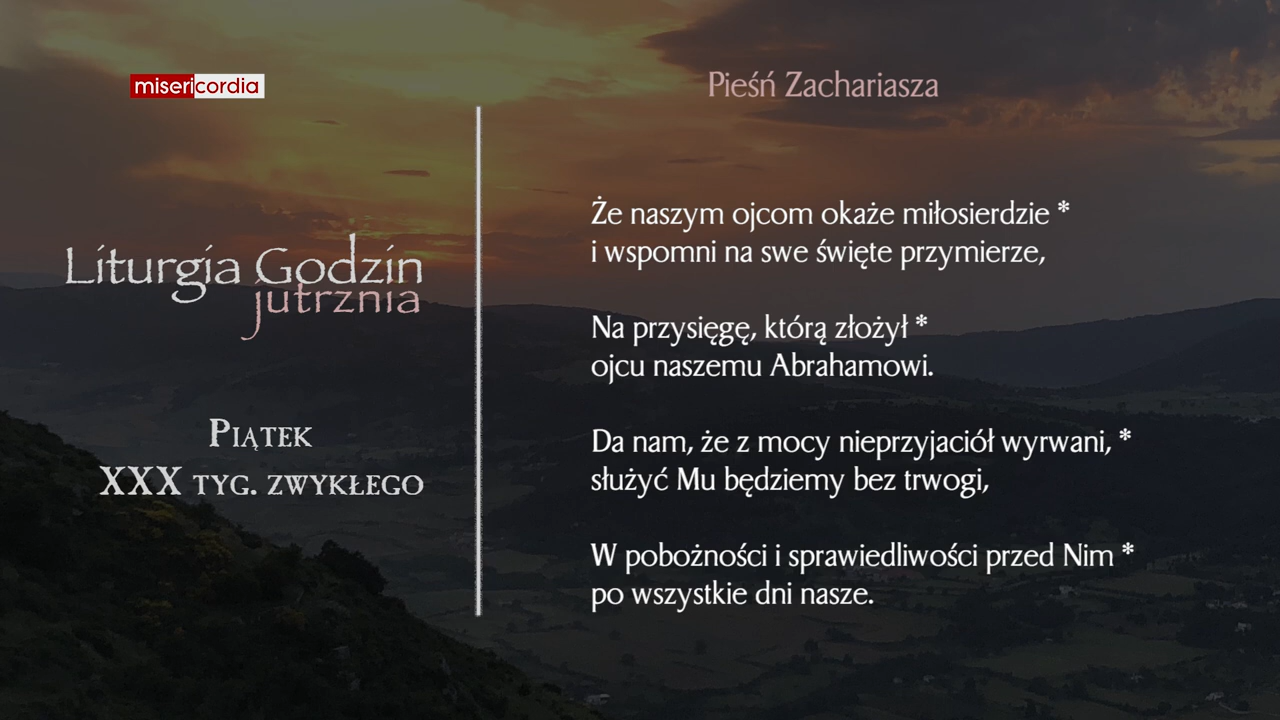 misericordia
Liturgia Godzin
jutrznia
Piątek
XXX tyg. zwykłego
Pieśń Zachariasza
Że naszym ojcom okaże miłosierdzie *
i wspomni na swe święte przymierze,
Na przysięgę, którą złożył *
ojcu naszemu Abrahamowi.
Da nam, że z mocy nieprzyjaciół wyrwani, *
służyć Mu będziemy bez trwogi,
W pobożności i sprawiedliwości przed Nim *
po wszystkie dni nasze.